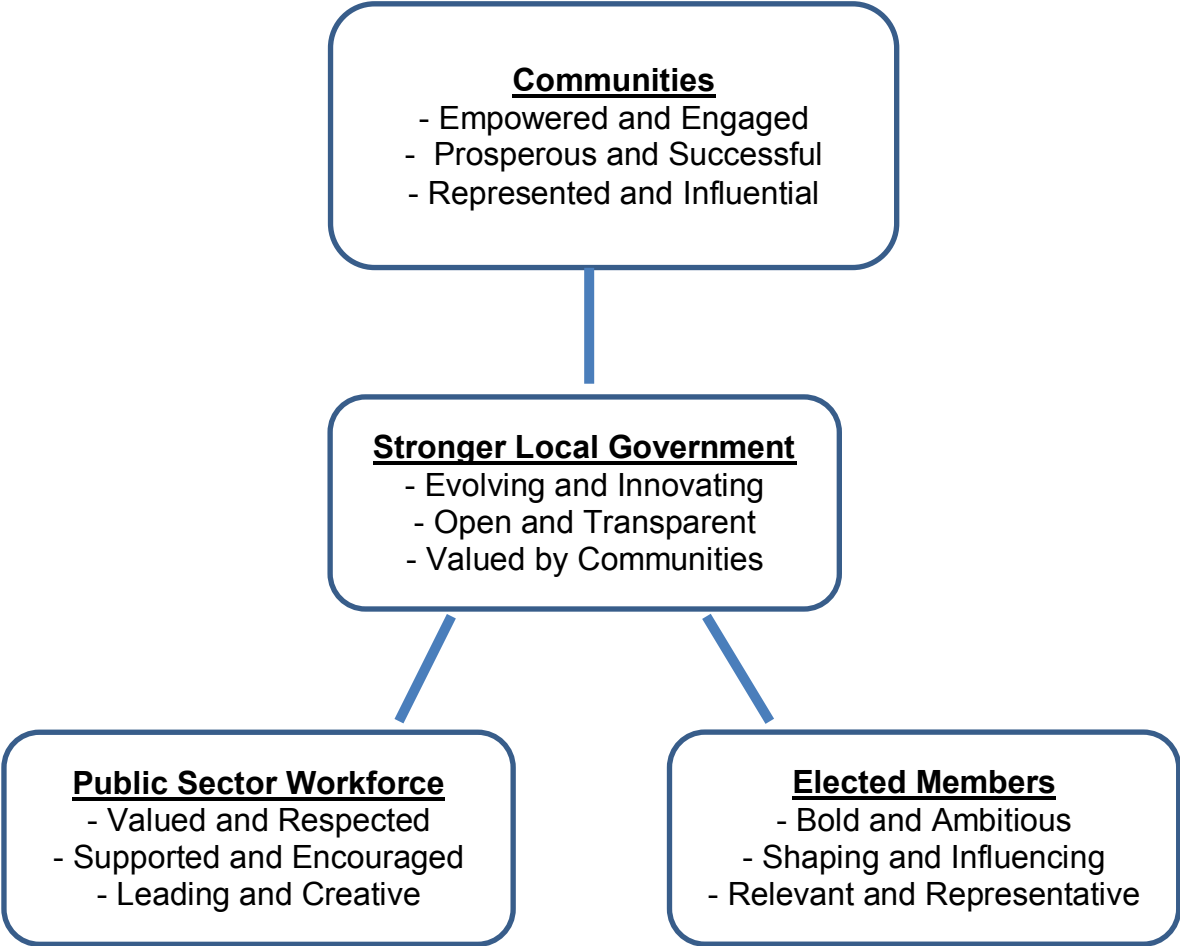 Communities
- Empowered and Engaged
- Prosperous and Successful
- Represented and Influential
Stronger Local Government
- Evolving and Innovating
- Open and Transparent
- Valued by Communities
Public Sector Workforce
- Valued and Respected
- Supported and Encouraged
- Leading and Creative
Elected Members
- Bold and Ambitious
- Shaping and Influencing
- Relevant and Representative